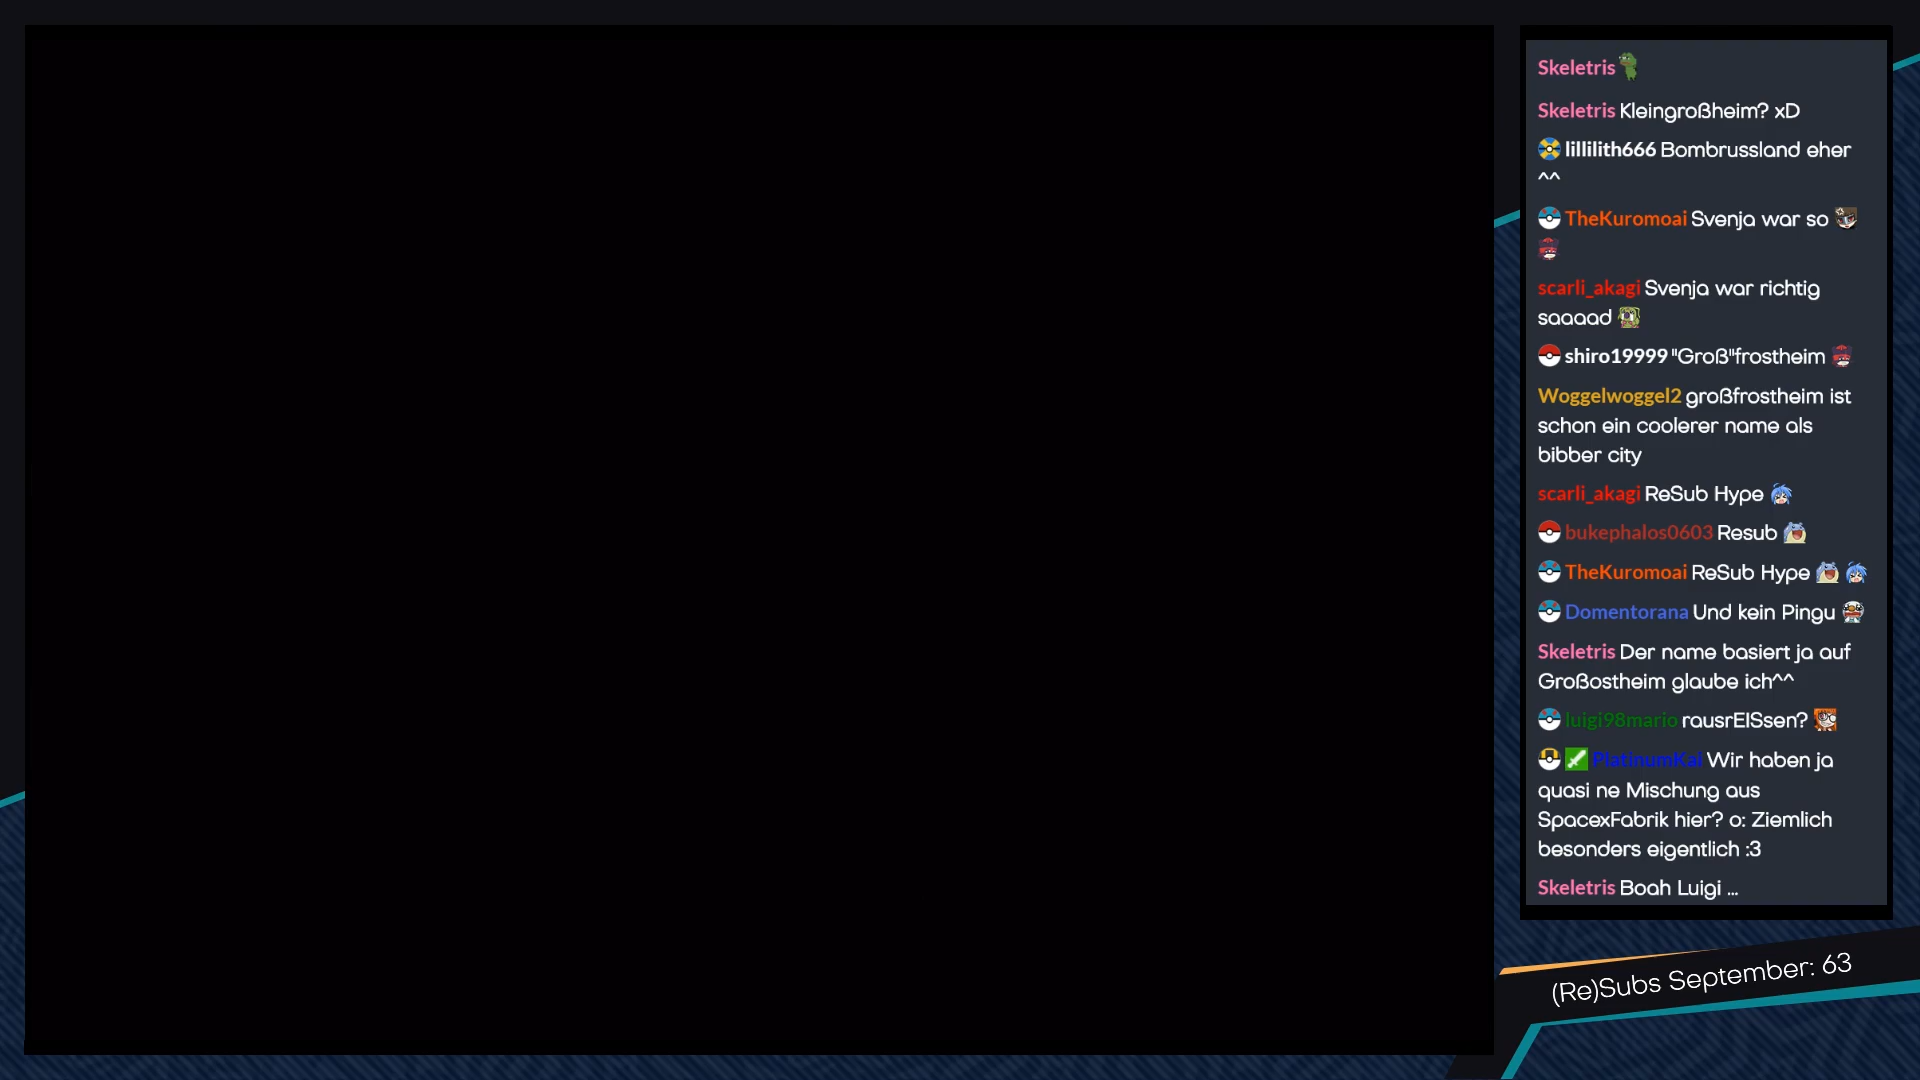 Skeletris
Skeletris Kleingroßheim? xD
lillilith666 Bombrussland eher
^^
TheKuromoai Svenja war so
scarli_akagi Svenja war richtig
saaaad
shiro19999 "Groß"frostheim
Woggelwoggel2 großfrostheim ist
schon ein coolerer name als
bibber city
scarli_akagi ReSub Hype
bukephalos0603 Resub
TheKuromoai ReSub Hype
Domentorana Und kein Pingu
Skeletris Der name basiert ja auf
Großostheim glaube ich^^
luigi98mario rausrEISsen?
PlatinumKai Wir haben ja
quasi ne Mischung aus
SpacexFabrik hier? o: Ziemlich
besonders eigentlich :3
Skeletris Boah Luigi ...
(Re)Subs September: 63